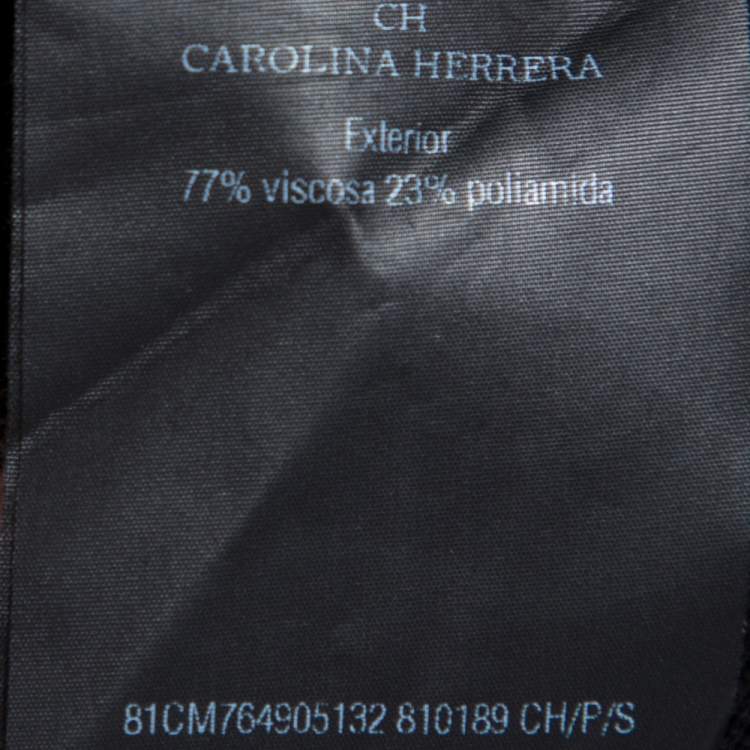 CH
CAROLINA HERRERA
Exterior
77% viscosa 23% poliamida
81CM764905132 810189 CH/P/S